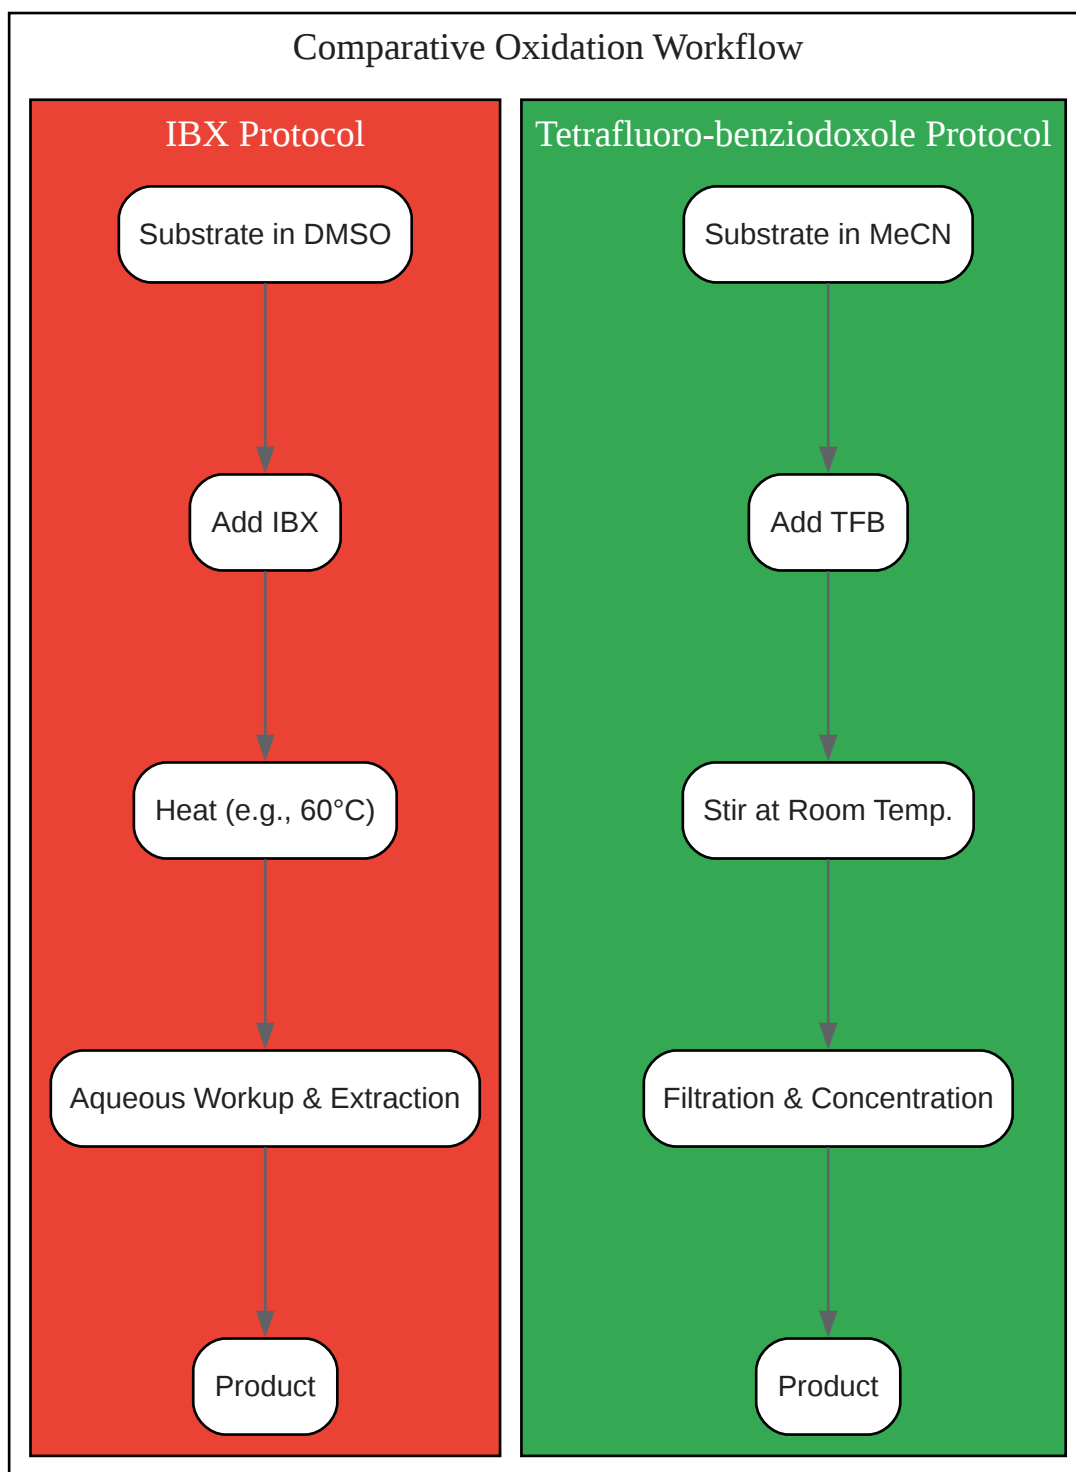 Comparative Oxidation Workflow
IBX Protocol
Substrate in DMSO
Add IBX
Heat (e.g., 60°C)
Aqueous Workup & Extraction
Product
Tetrafluoro-benziodoxole Protocol
Substrate in MeCN
Add TFB
Stir at Room Temp.
Filtration & Concentration
Product